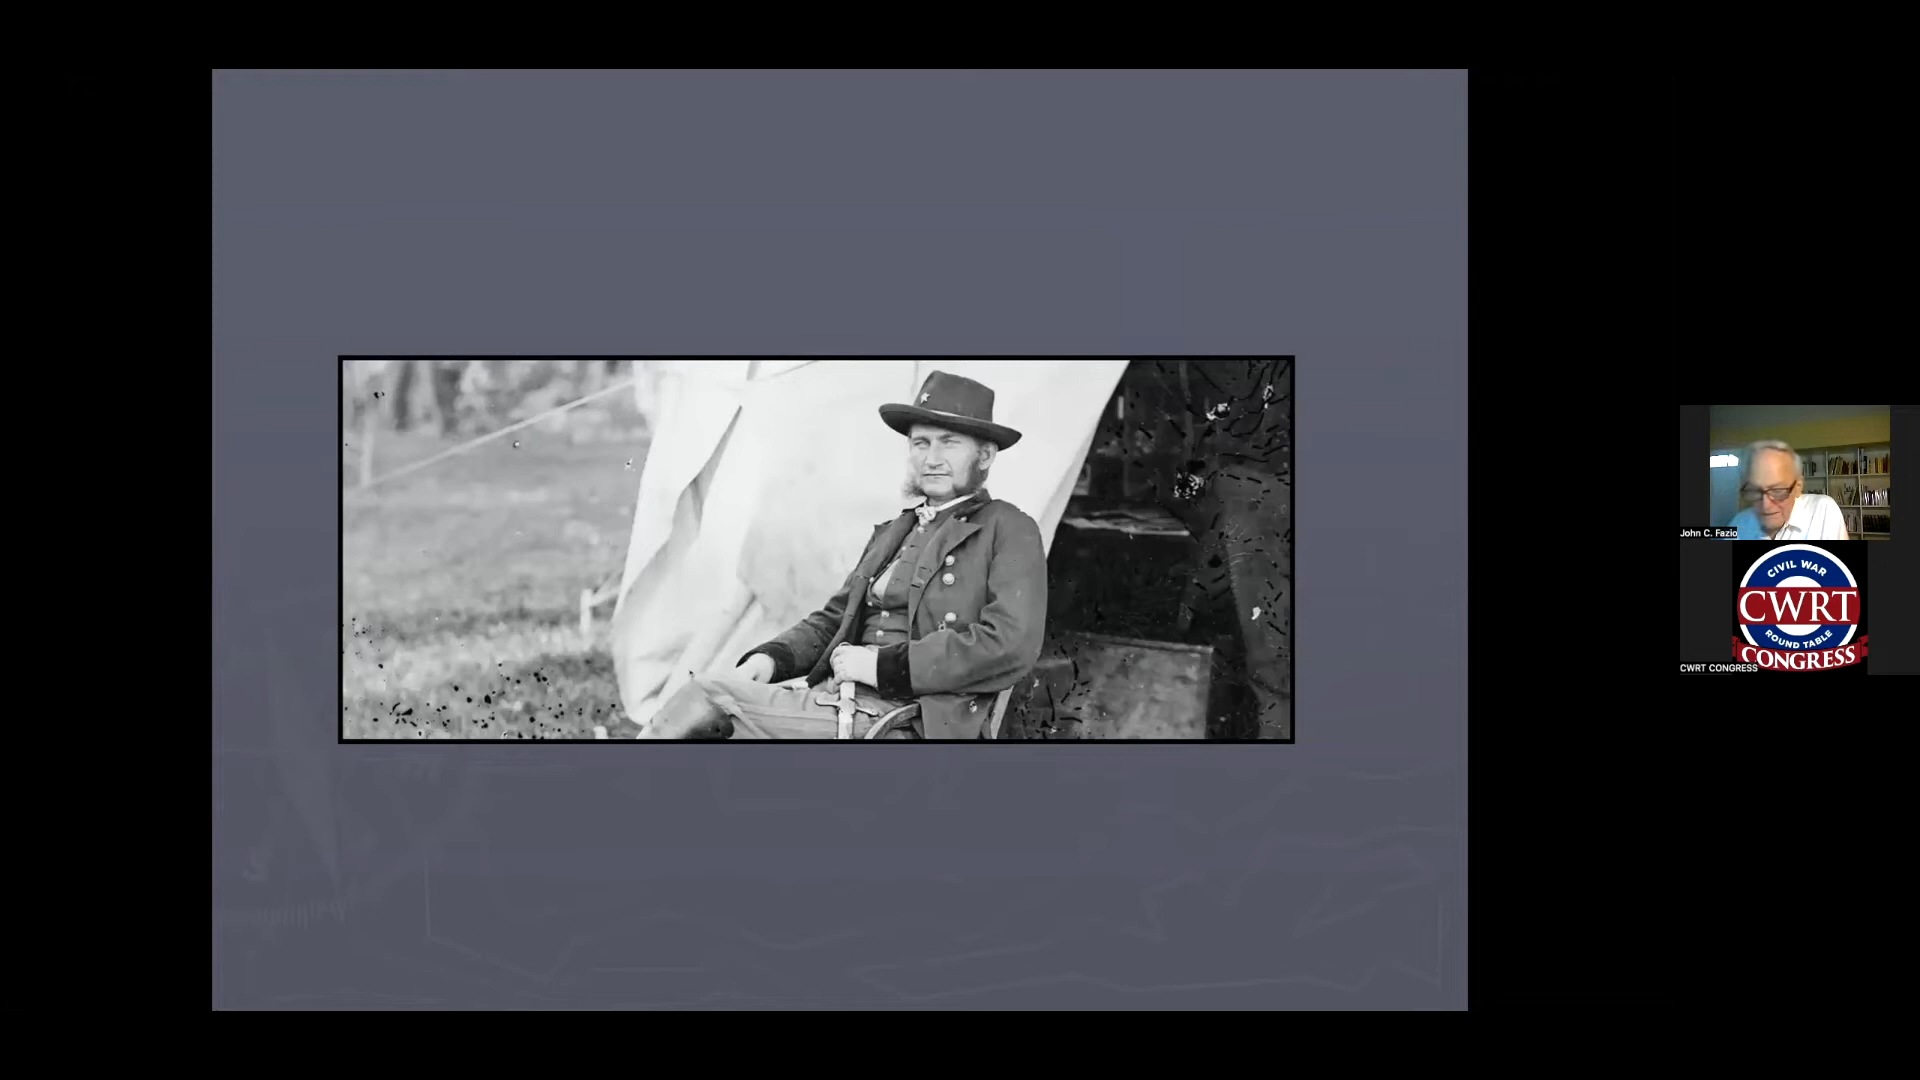 John C. Fazio
CIVIL WAR
CWRT
ROUND TABLE
CONGRESS
CWRT CONGRESS